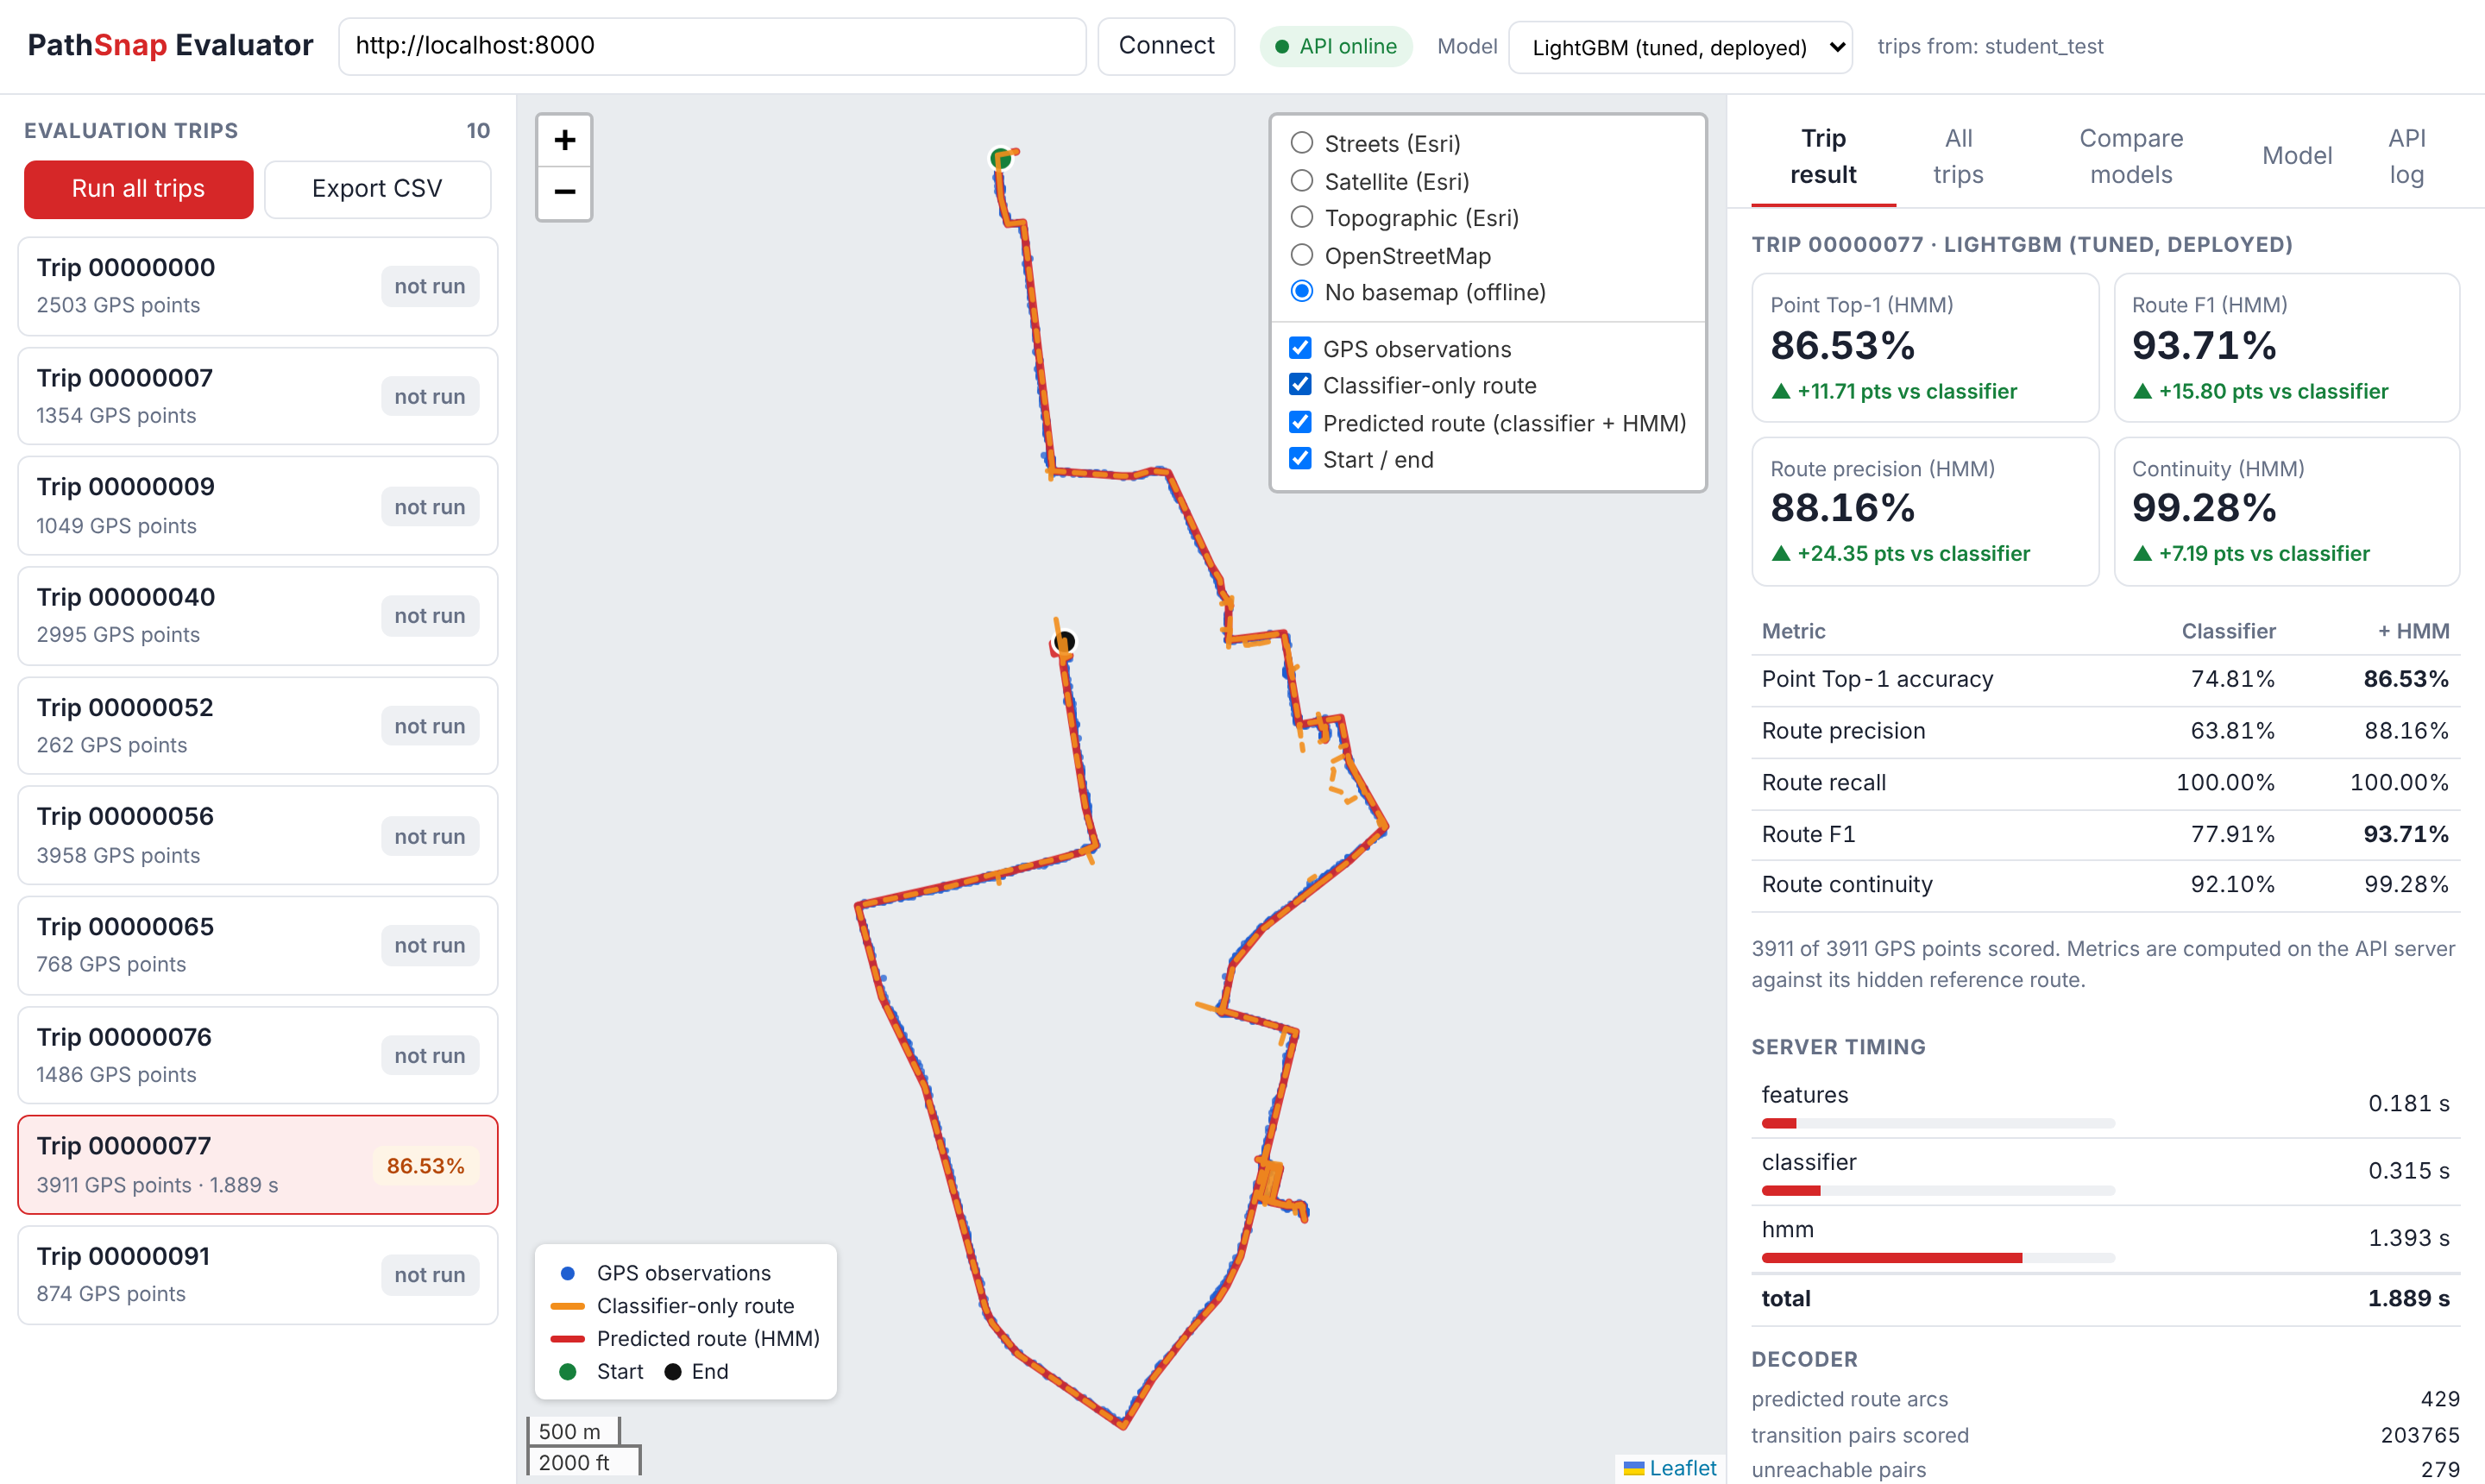 PathSnap Evaluator
http://localhost:8000
Connect
API online
Model
LightGBM (tuned, deployed)
trips from: student_test
EVALUATION TRIPS 10
Run all trips
Export CSV
Trip 00000000
2503 GPS points
not run
Trip 00000007
1354 GPS points
not run
Trip 00000009
1049 GPS points
not run
Trip 00000040
2995 GPS points
not run
Trip 00000052
262 GPS points
not run
Trip 00000056
3958 GPS points
not run
Trip 00000065
768 GPS points
not run
Trip 00000076
1486 GPS points
not run
Trip 00000077
3911 GPS points · 1.889 s
86.53%
Trip 00000091
874 GPS points
not run
+
−
Streets (Esri)
Satellite (Esri)
Topographic (Esri)
OpenStreetMap
No basemap (offline)
GPS observations
Classifier-only route
Predicted route (classifier + HMM)
Start / end
GPS observations
Classifier-only route
Predicted route (HMM)
Start End
500 m
2000 ft
Leaflet
Trip result
All trips
Compare models
Model
API log
TRIP 00000077 · LIGHTGBM (TUNED, DEPLOYED)
Point Top-1 (HMM)
86.53%
▲ +11.71 pts vs classifier
Route F1 (HMM)
93.71%
▲ +15.80 pts vs classifier
Route precision (HMM)
88.16%
▲ +24.35 pts vs classifier
Continuity (HMM)
99.28%
▲ +7.19 pts vs classifier
Metric Classifier + HMM
Point Top-1 accuracy 74.81% 86.53%
Route precision 63.81% 88.16%
Route recall 100.00% 100.00%
Route F1 77.91% 93.71%
Route continuity 92.10% 99.28%
3911 of 3911 GPS points scored. Metrics are computed on the API server
against its hidden reference route.
SERVER TIMING
features 0.181 s
classifier 0.315 s
hmm 1.393 s
total 1.889 s
DECODER
predicted route arcs 429
transition pairs scored 203765
unreachable pairs 279